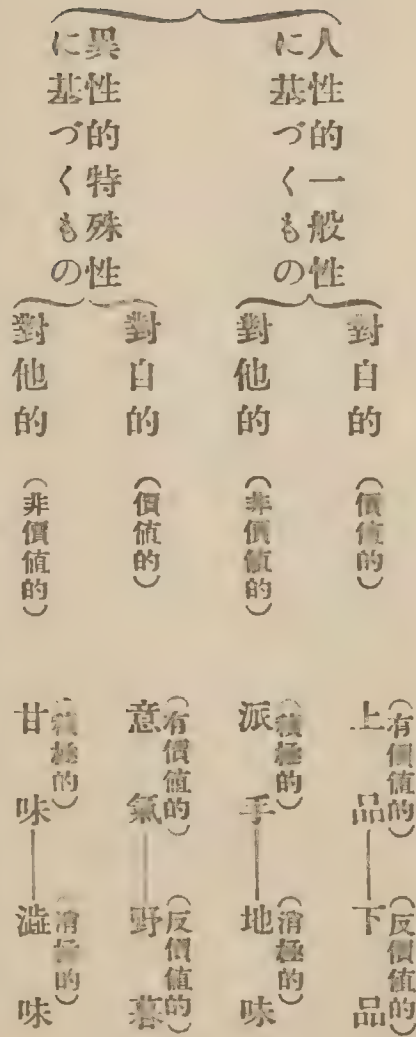 人性的一般性
に基づくもの
對自的 (價値的)
(有價値的) (反價値的)
上品——下品
對他的 (非價値的)
(積極的) (消極的)
派手——地味
異性的特殊性
に基づくもの
對自的 (價値的)
(有價値的) (反價値的)
意氣——野暮
對他的 (非價値的)
(積極的) (消極的)
甘味——澁味